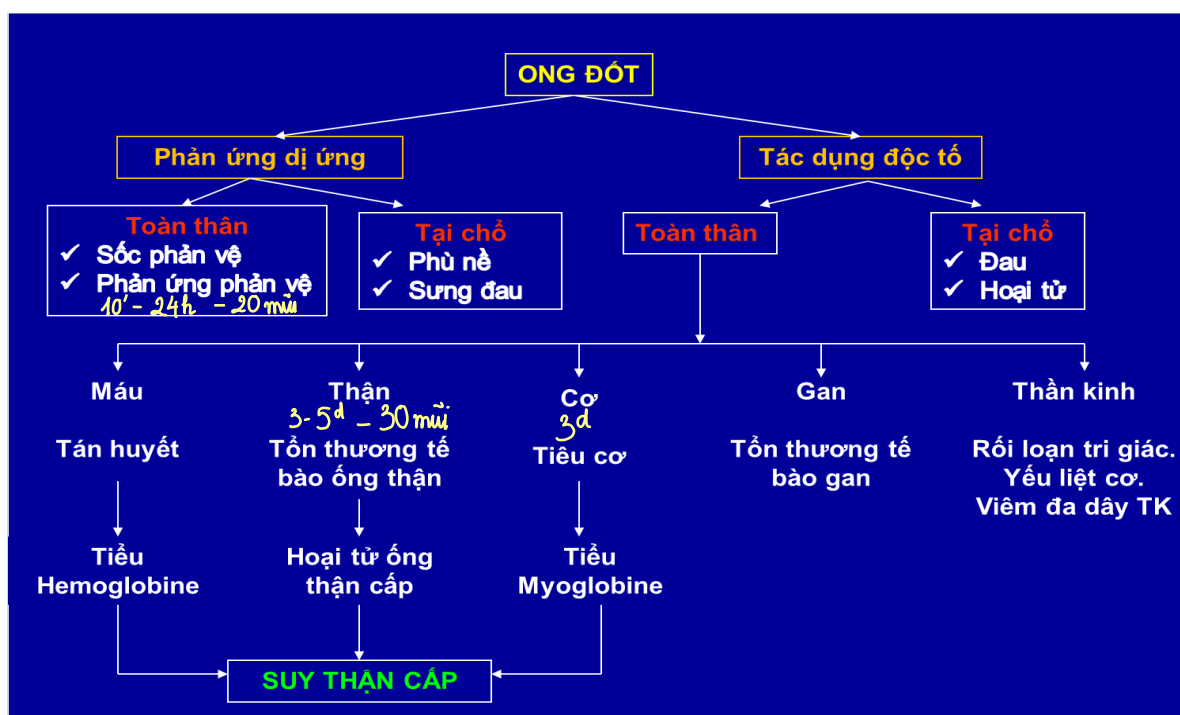 ONG ĐỐT
Phản ứng dị ứng
Tác dụng độc tố
Toàn thân
✓ Sốc phản vệ
✓ Phản ứng phản vệ
10' - 24h - 20 mũi
Tại chổ
✓ Phù nề
✓ Sưng đau
Toàn thân
Tại chổ
✓ Đau
✓ Hoại tử
Máu
Thận
Cơ
Gan
Thần kinh
3-5d - 30 mũi
3d
Tán huyết
Tổn thương tế
bào ống thận
Tiêu cơ
Tổn thương tế
bào gan
Rối loạn tri giác.
Yếu liệt cơ.
Viêm đa dây TK
Tiểu
Hemoglobine
Hoại tử ống
thận cấp
Tiểu
Myoglobine
SUY THẬN CẤP